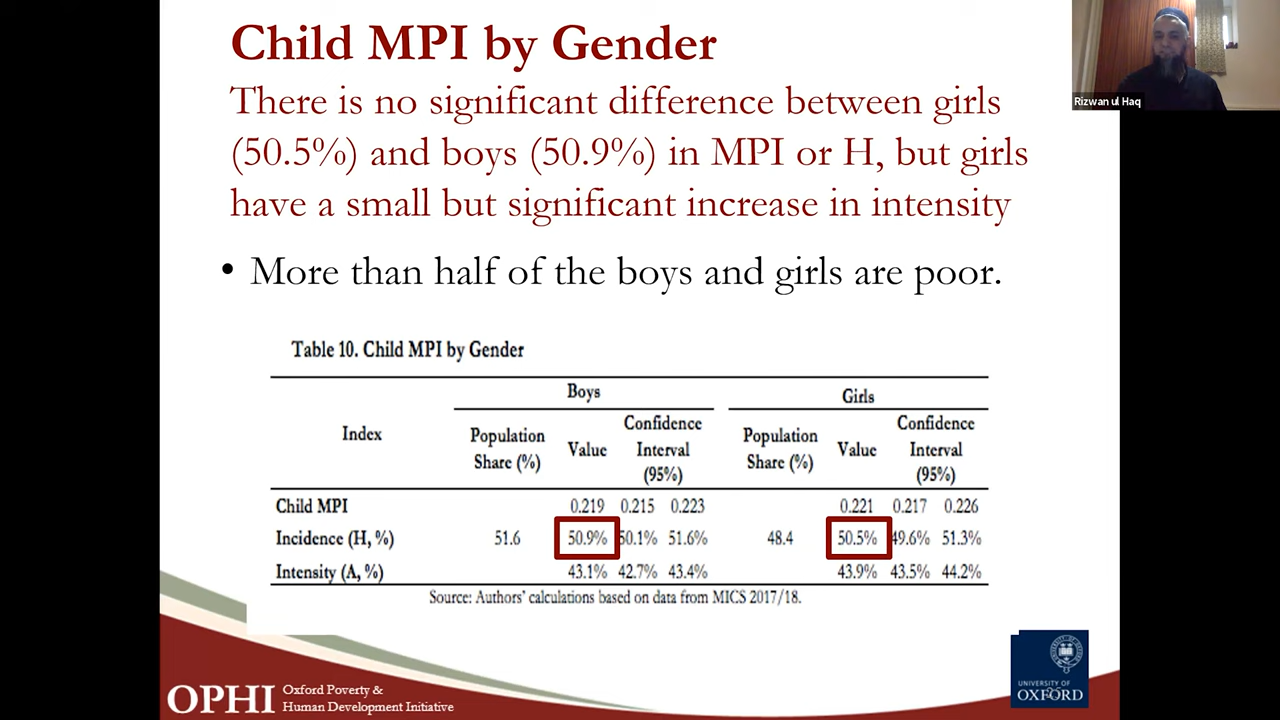 Child MPI by Gender
There is no significant difference between girls
(50.5%) and boys (50.9%) in MPI or H, but girls
have a small but significant increase in intensity
Rizwan ul Haq
• More than half of the boys and girls are poor.
Table 10. Child MPI by Gender
Boys Girls
Index Population Share (%) Value Confidence Interval (95%) Population Share (%) Value Confidence Interval (95%)
Child MPI 0.219 0.215 0.223 0.221 0.217 0.226
Incidence (H, %) 51.6 50.9% 50.1% 51.6% 48.4 50.5% 49.6% 51.3%
Intensity (A, %) 43.1% 42.7% 43.4% 43.9% 43.5% 44.2%
Source: Authors' calculations based on data from MICS 2017/18.
OPHI
Oxford Poverty &
Human Development Initiative
UNIVERSITY OF
OXFORD